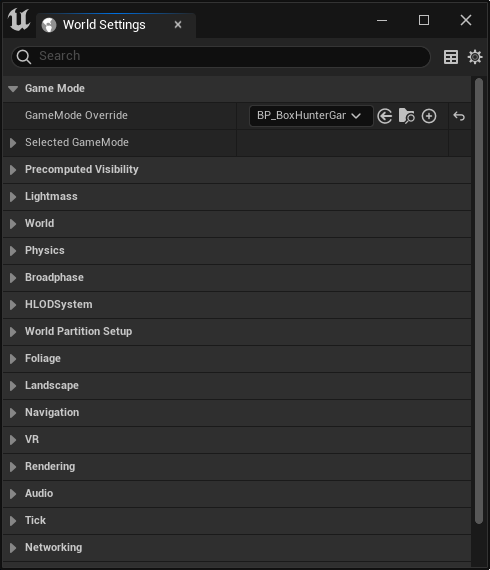 World Settings
Search
Game Mode
GameMode Override
BP_BoxHunterGar
Selected GameMode
Precomputed Visibility
Lightmass
World
Physics
Broadphase
HLODSystem
World Partition Setup
Foliage
Landscape
Navigation
VR
Rendering
Audio
Tick
Networking